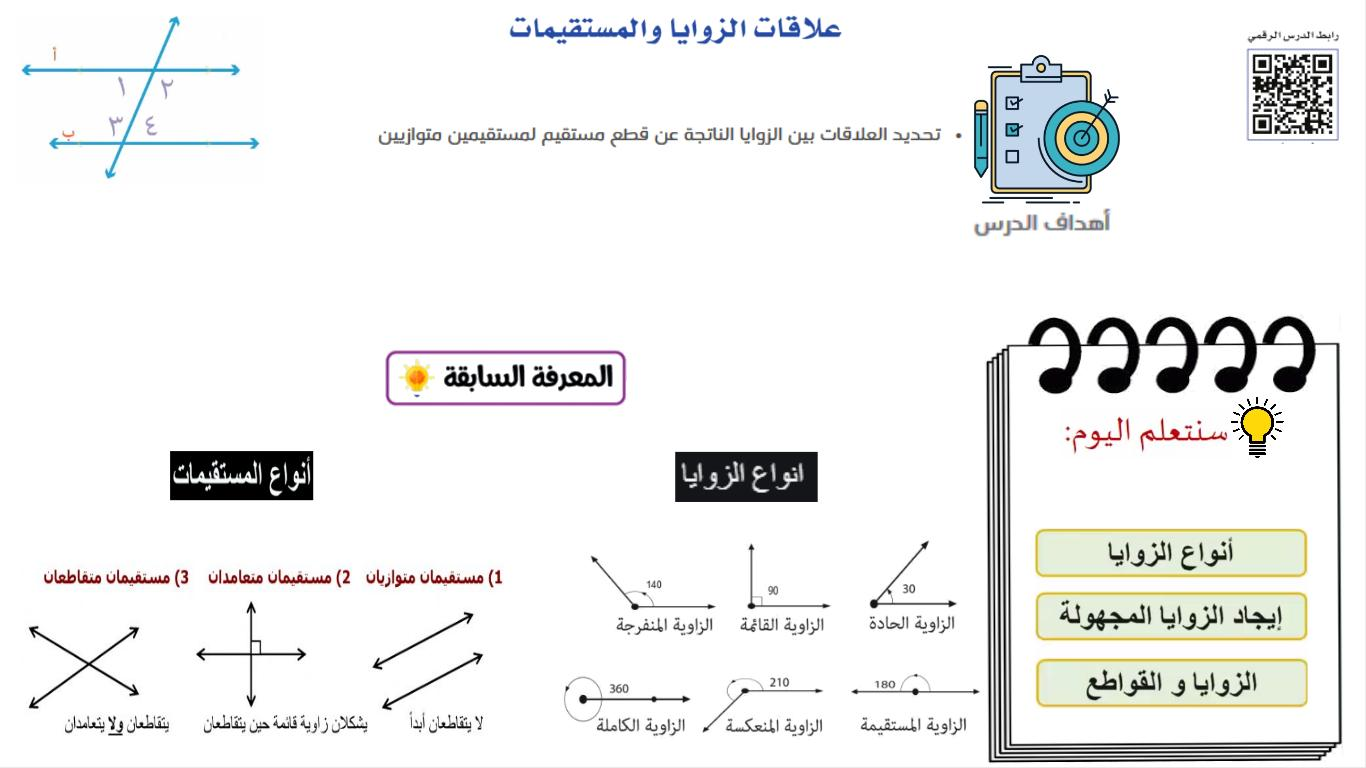 علاقات الزوايا والمستقيمات
رابط الدرس الرقمي
أ
١ ٢
ب
٣ ٤
• تحديد العلاقات بين الزوايا الناتجة عن قطع مستقيم لمستقيمين متوازيين
أهداف الدرس
المعرفة السابقة
سنتعلم اليوم:
أنواع الزوايا
إيجاد الزوايا المجهولة
الزوايا و القواطع
انواع الزوايا
30
الزاوية الحادة
90
الزاوية القائمة
140
الزاوية المنفرجة
180
الزاوية المستقيمة
210
الزاوية المنعكسة
360
الزاوية الكاملة
أنواع المستقيمات
1) مستقيمان متوازيان
لا يتقاطعان أبداً
2) مستقيمان متعامدان
يشكلان زاوية قائمة حين يتقاطعان
3) مستقيمان متقاطعان
يتقاطعان ولا يتعامدان